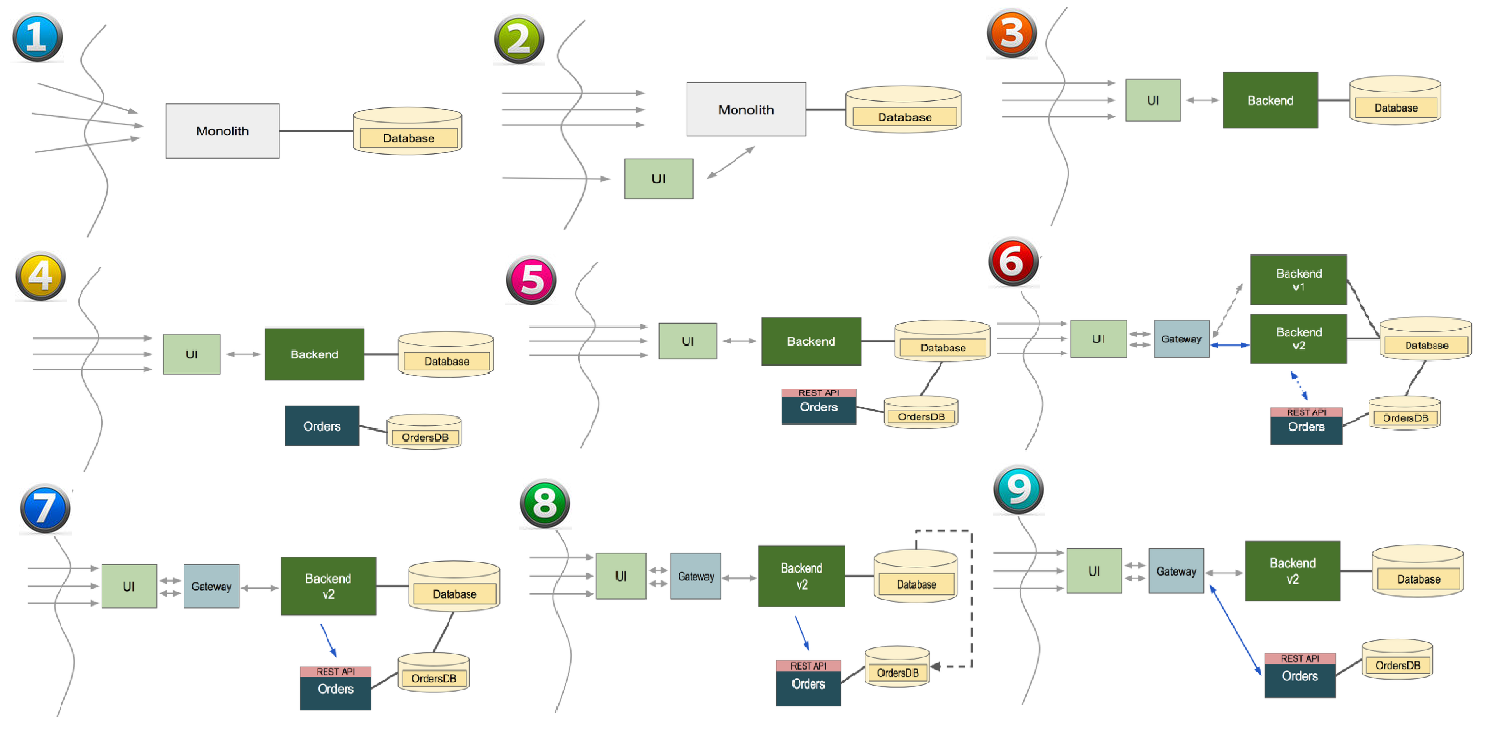 1
Monolith
Database
2
Monolith
Database
UI
3
UI
Backend
Database
4
UI
Backend
Database
Orders
OrdersDB
5
UI
Backend
Database
REST API
Orders
OrdersDB
6
Backend
v1
UI
Gateway
Backend
v2
Database
REST API
Orders
OrdersDB
7
UI
Gateway
Backend
v2
Database
REST API
Orders
OrdersDB
8
UI
Gateway
Backend
v2
Database
REST API
Orders
OrdersDB
9
UI
Gateway
Backend
v2
Database
REST API
Orders
OrdersDB